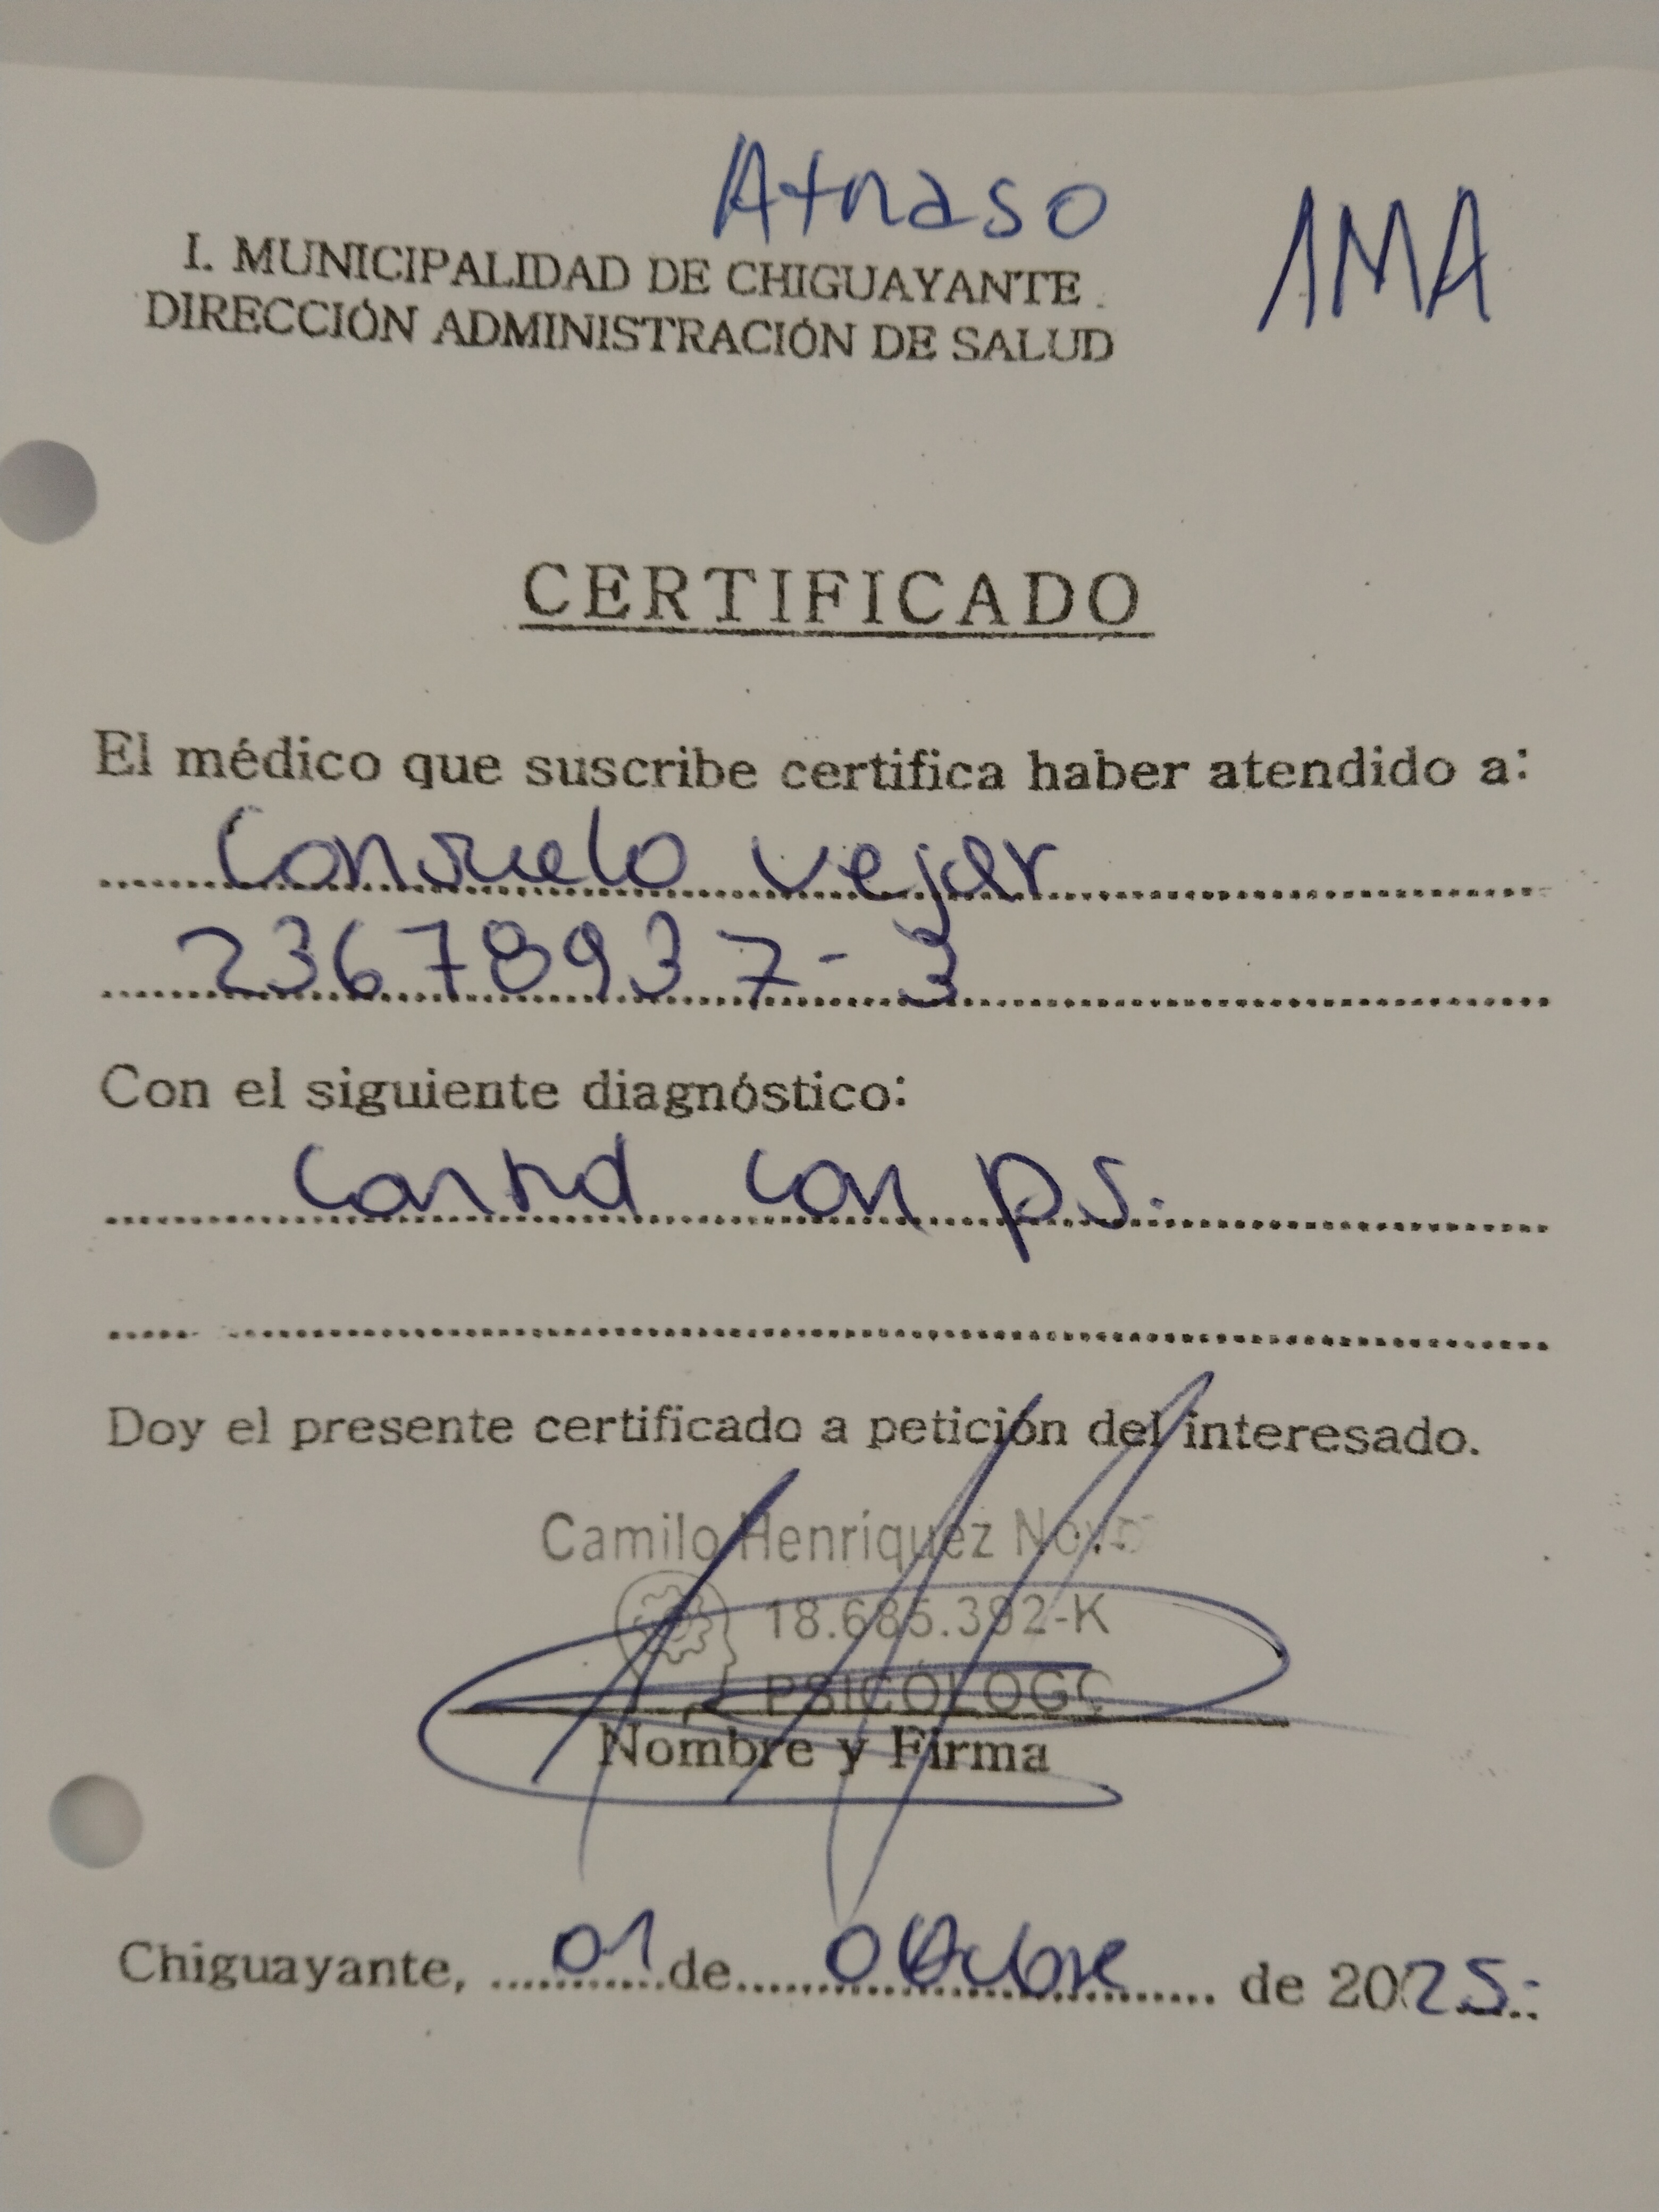 Atraso
1MA
I. MUNICIPALIDAD DE CHIGUAYANTE
DIRECCIÓN ADMINISTRACIÓN DE SALUD
CERTIFICADO
El médico que suscribe certifica haber atendido a:
Consuelo vejar
23678937-3
Con el siguiente diagnóstico:
Control con ps.
Doy el presente certificado a petición del interesado.
Camilo Henríquez
18.685.392-K
PSICÓLOGO
Nombre y Firma
Chiguayante, 01 de Octubre de 2025.